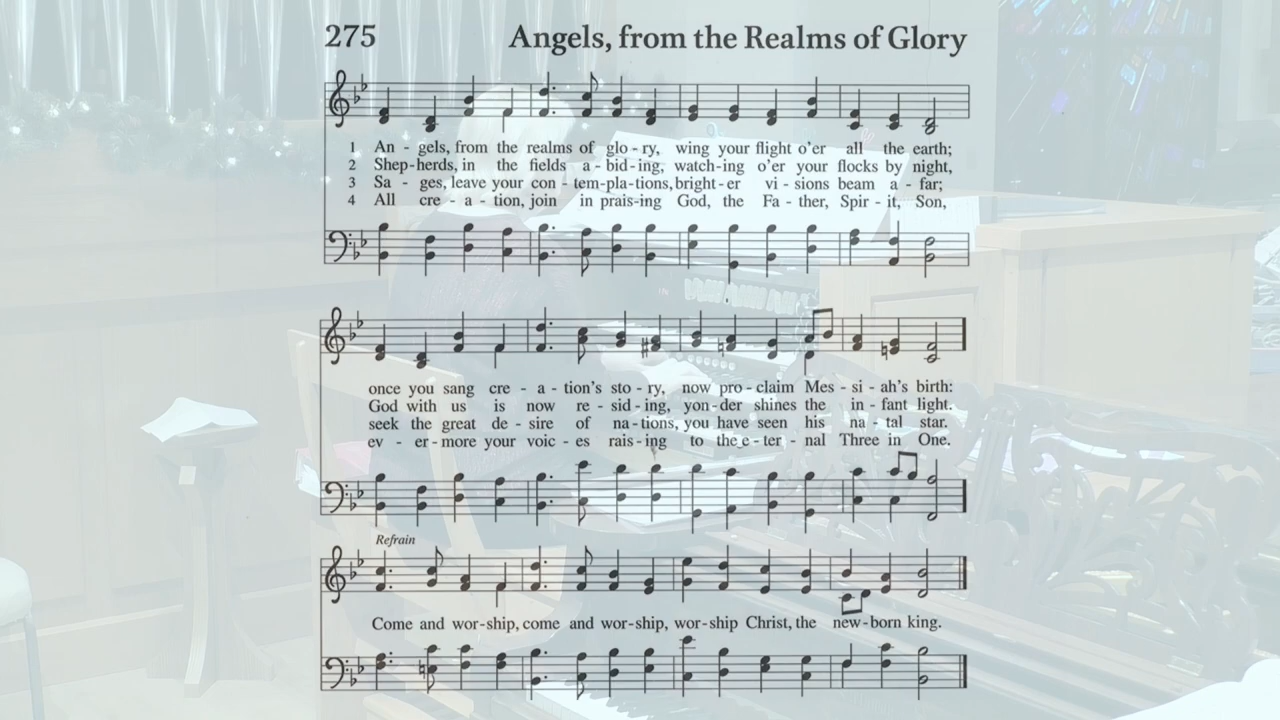 275 Angels, from the Realms of Glory
1 An - gels, from the realms of glo - ry, wing your flight o'er all the earth;
2 Shep-herds, in the fields a - bid - ing, watch-ing o'er your flocks by night,
3 Sa - ges, leave your con - tem-pla-tions, bright-er vi - sions beam a - far;
4 All cre - a - tion, join in prais-ing God, the Fa - ther, Spir - it, Son,
once you sang cre - a - tion's sto - ry, now pro - claim Mes - si - ah's birth:
God with us is now re - sid - ing, yon - der shines the in - fant light.
seek the great de - sire of na - tions, you have seen his na - tal star.
ev - er - more your voic - es rais - ing to the e - ter - nal Three in One.
Refrain
Come and wor-ship, come and wor-ship, wor-ship Christ, the new-born king.